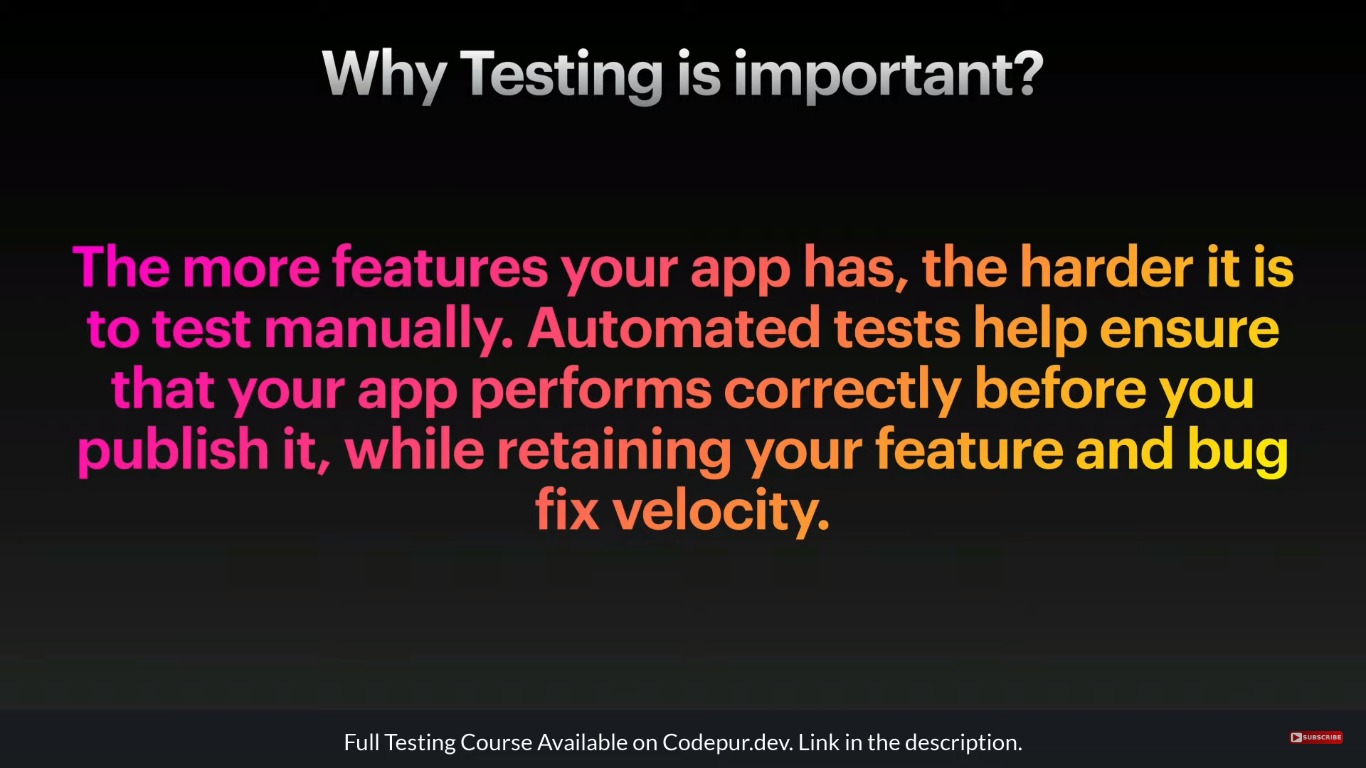 Why Testing is important?
The more features your app has, the harder it is
to test manually. Automated tests help ensure
that your app performs correctly before you
publish it, while retaining your feature and bug
fix velocity.
Full Testing Course Available on Codepur.dev. Link in the description.
SUBSCRIBE